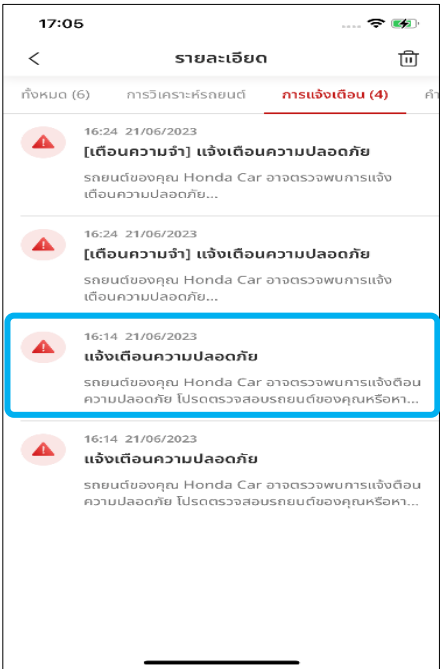 17:05
รายละเอียด
ทั้งหมด (6) การวิเคราะห์รถยนต์ การแจ้งเตือน (4) คำ
16:24 21/06/2023
[เตือนความจำ] แจ้งเตือนความปลอดภัย
รถยนต์ของคุณ Honda Car อาจตรวจพบการแจ้ง
เตือนความปลอดภัย...
16:24 21/06/2023
[เตือนความจำ] แจ้งเตือนความปลอดภัย
รถยนต์ของคุณ Honda Car อาจตรวจพบการแจ้ง
เตือนความปลอดภัย...
16:14 21/06/2023
แจ้งเตือนความปลอดภัย
รถยนต์ของคุณ Honda Car อาจตรวจพบการแจ้งตือน
ความปลอดภัย โปรดตรวจสอบรถยนต์ของคุณหรือหา...
16:14 21/06/2023
แจ้งเตือนความปลอดภัย
รถยนต์ของคุณ Honda Car อาจตรวจพบการแจ้งตือน
ความปลอดภัย โปรดตรวจสอบรถยนต์ของคุณหรือหา...